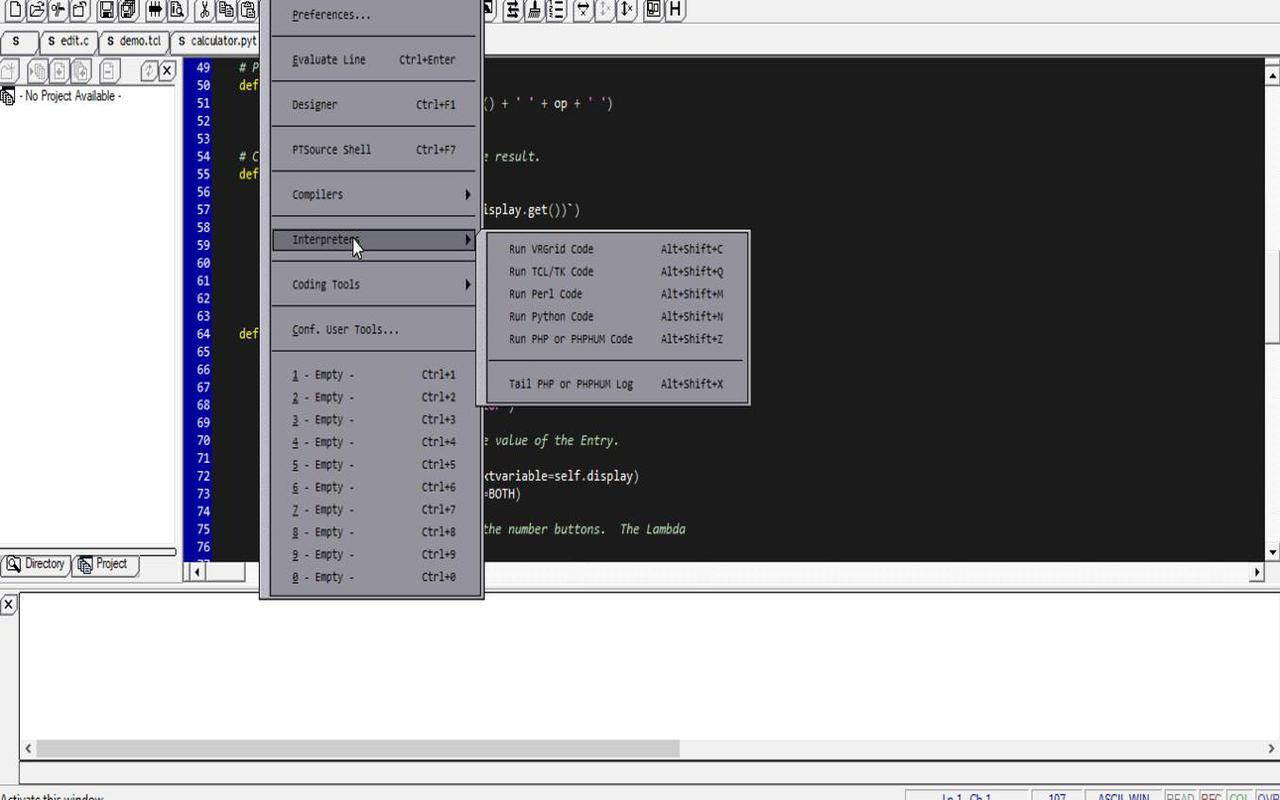 Preferences...
S edit.c S demo.tcl S calculator.pyt
- No Project Available -
Evaluate Line Ctrl+Enter
Designer Ctrl+F1
PTSource Shell Ctrl+F7
Compilers
Interpreters
Coding Tools
Conf. User Tools...
1 - Empty - Ctrl+1
2 - Empty - Ctrl+2
3 - Empty - Ctrl+3
4 - Empty - Ctrl+4
5 - Empty - Ctrl+5
6 - Empty - Ctrl+6
7 - Empty - Ctrl+7
8 - Empty - Ctrl+8
9 - Empty - Ctrl+9
0 - Empty - Ctrl+0
Run VRGrid Code Alt+Shift+C
Run TCL/TK Code Alt+Shift+Q
Run Perl Code Alt+Shift+M
Run Python Code Alt+Shift+N
Run PHP or PHPHUM Code Alt+Shift+Z
Tail PHP or PHPHUM Log Alt+Shift+X
49 # P
50 def
51 () + ' ' + op + ' ')
52
53
54 # C e result.
55 def
56
57 isplay.get())`)
58
59
60
61
62
63
64 def
65
66
67
68
69
70 e value of the Entry.
71
72 xtvariable=self.display)
73 =BOTH)
74
75 the number buttons. The Lambda
76
Directory Project
Activate this window
Ln 1, Ch 1 107 ASCII, WIN READ REC COL OVR